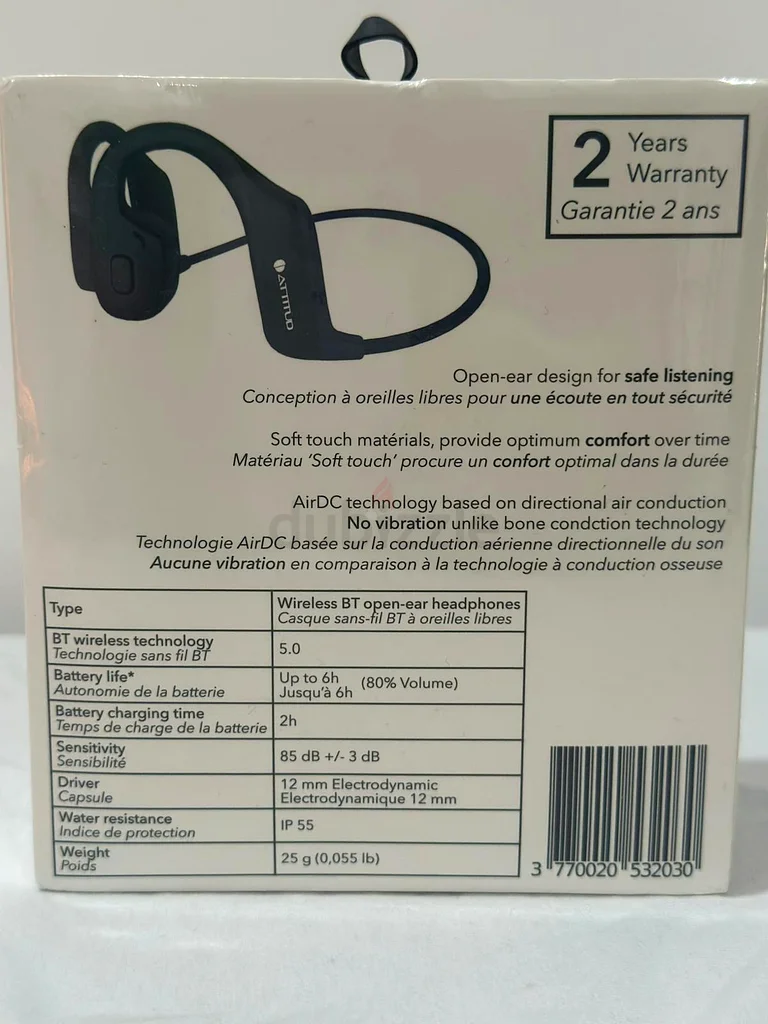 2 Years
Warranty
Garantie 2 ans
ATTITUD
Open-ear design for safe listening
Conception à oreilles libres pour une écoute en tout sécurité
Soft touch matérials, provide optimum comfort over time
Matériau 'Soft touch' procure un confort optimal dans la durée
AirDC technology based on directional air conduction
No vibration unlike bone condction technology
dubizzle
Technologie AirDC basée sur la conduction aérienne directionnelle du son
Aucune vibration en comparaison à la technologie à conduction osseuse
Type
Wireless BT open-ear headphones
Casque sans-fil BT à oreilles libres
BT wireless technology
Technologie sans fil BT
5.0
Battery life*
Autonomie de la batterie
Up to 6h (80% Volume)
Jusqu'à 6h
Battery charging time
Temps de charge de la batterie
2h
Sensitivity
Sensibilité
85 dB +/- 3 dB
Driver
Capsule
12 mm Electrodynamic
Electrodynamique 12 mm
Water resistance
Indice de protection
IP 55
Weight
Poids
25 g (0,055 lb)
3 770020 532030